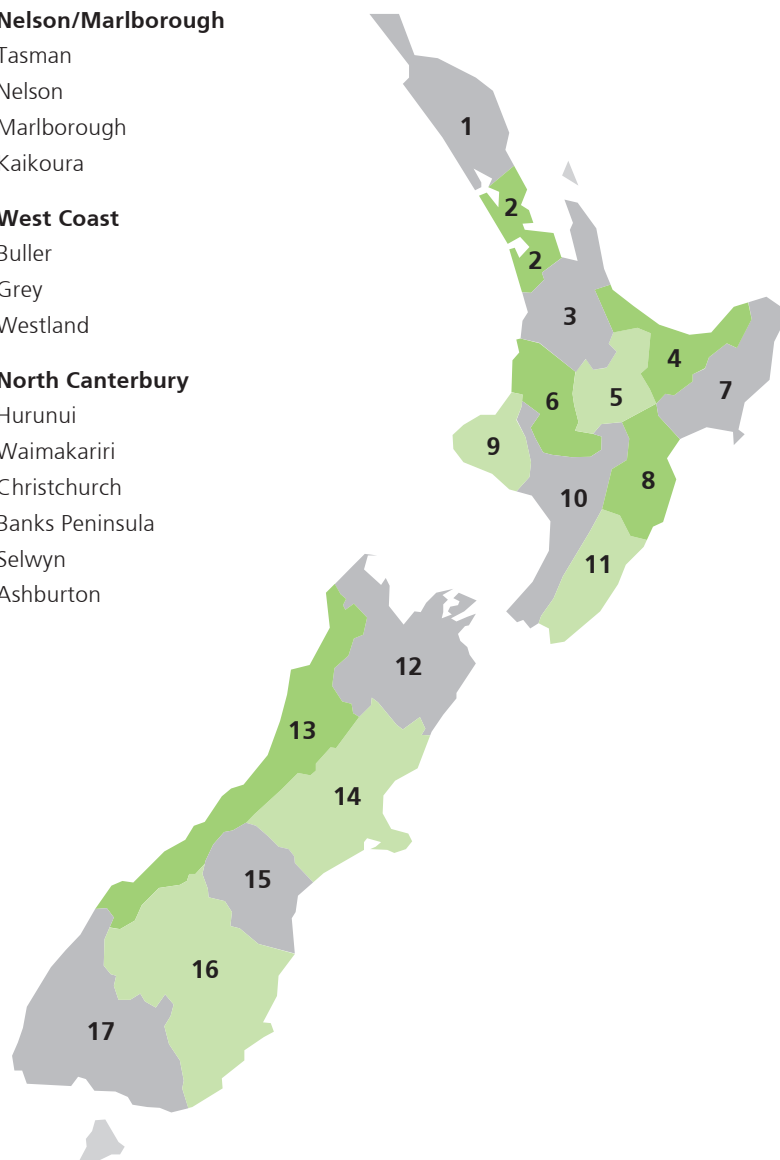 Nelson/Marlborough
Tasman
Nelson
Marlborough
Kaikoura
West Coast
Buller
Grey
Westland
North Canterbury
Hurunui
Waimakariri
Christchurch
Banks Peninsula
Selwyn
Ashburton
1
2
2
3
4
5
6
7
8
9
10
11
12
13
14
15
16
17